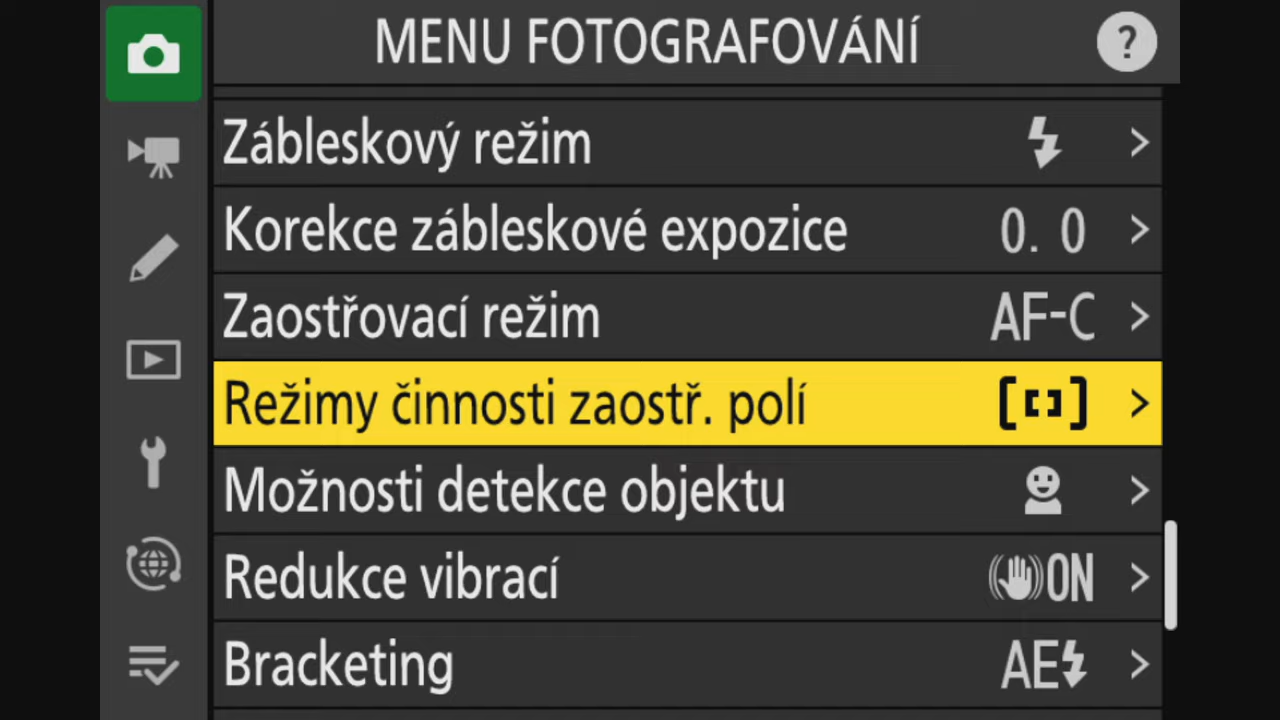 MENU FOTOGRAFOVÁNÍ ?
Zábleskový režim >
Korekce zábleskové expozice 0. 0 >
Zaostřovací režim AF-C >
Režimy činnosti zaostř. polí >
Možnosti detekce objektu >
Redukce vibrací ON >
Bracketing AE >